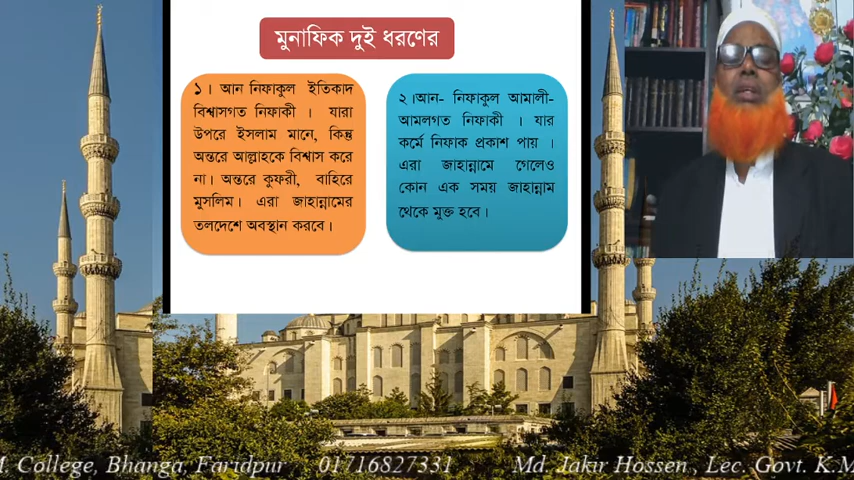 মুনাফিক দুই ধরণের
১। আন নিফাকুল ইতিকাদ
বিশ্বাসগত নিফাকী । যারা
উপরে ইসলাম মানে, কিন্তু
অন্তরে আল্লাহকে বিশ্বাস করে
না। অন্তরে কুফরী, বাহিরে
মুসলিম। এরা জাহান্নামের
তলদেশে অবস্থান করবে।
২।আন- নিফাকুল আমালী-
আমলগত নিফাকী । যার
কর্মে নিফাক প্রকাশ পায় ।
এরা জাহান্নামে গেলেও
কোন এক সময় জাহান্নাম
থেকে মুক্ত হবে।
M. College, Bhanga, Faridpur 01716827331 Md. Jakir Hossen , Lec. Govt. K.M